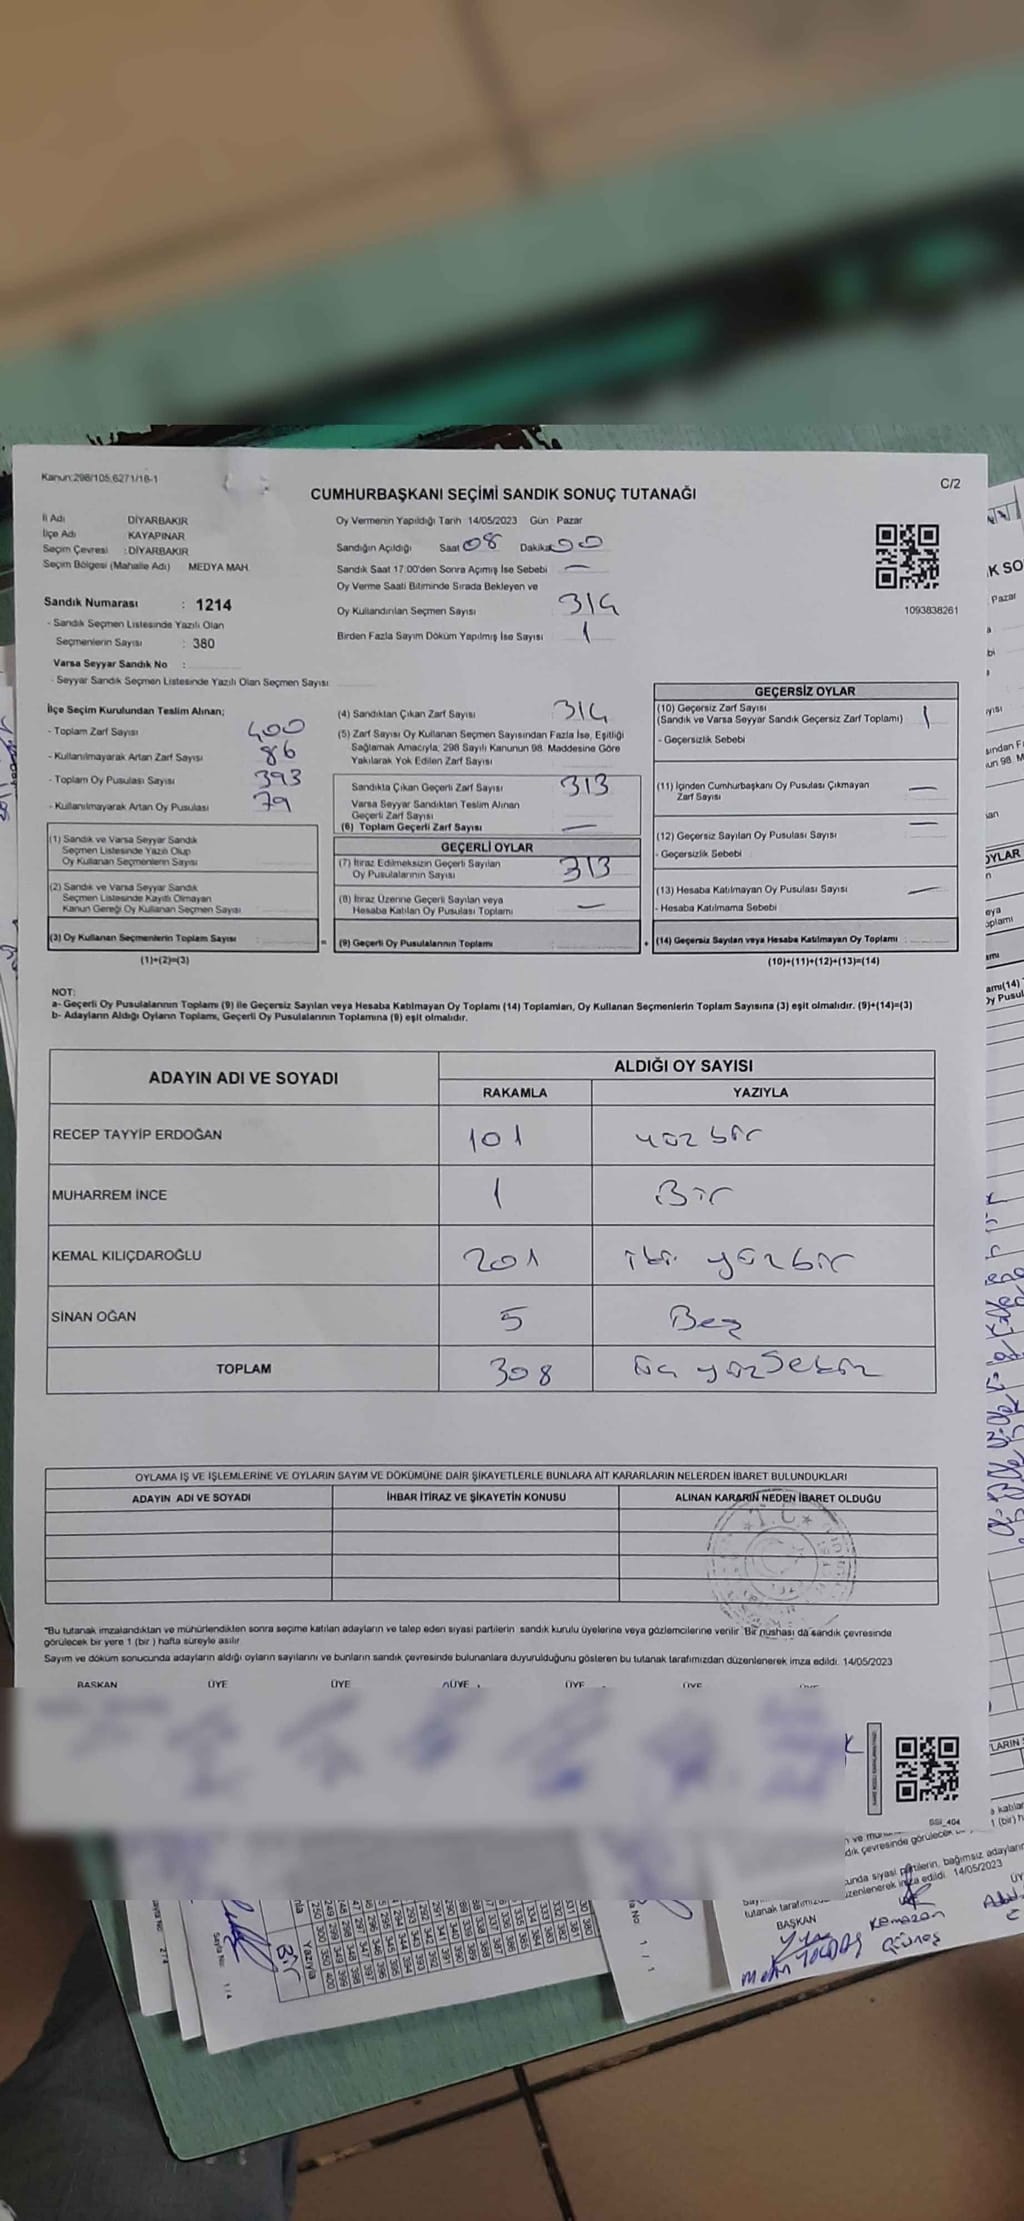 Kanun:298/105,6271/16-1
C/2
CUMHURBAŞKANI SEÇİMİ SANDIK SONUÇ TUTANAĞI
İl Adı DİYARBAKIR
İlçe Adı KAYAPINAR
Seçim Çevresi : DİYARBAKIR
Seçim Bölgesi (Mahalle Adı) MEDYA MAH.
Sandık Numarası : 1214
- Sandık Seçmen Listesinde Yazılı Olan
Seçmenlerin Sayısı : 380
Varsa Seyyar Sandık No :
- Seyyar Sandık Seçmen Listesinde Yazılı Olan Seçmen Sayısı
Oy Vermenin Yapıldığı Tarih 14/05/2023 Gün Pazar
Sandığın Açıldığı Saat 08 Dakika 00
Sandık Saat 17:00'den Sonra Açımış İse Sebebi —
Oy Verme Saati Bitiminde Sırada Bekleyen ve
Oy Kullandırılan Seçmen Sayısı 314
Birden Fazla Sayım Döküm Yapılmış İse Sayısı 1
1093838261
İlçe Seçim Kurulundan Teslim Alınan;
- Toplam Zarf Sayısı 400
- Kullanılmayarak Artan Zarf Sayısı 86
- Toplam Oy Pusulası Sayısı 393
- Kullanılmayarak Artan Oy Pusulası 79
(1) Sandık ve Varsa Seyyar Sandık
Seçmen Listesinde Yazılı Olup
Oy Kullanan Seçmenlerin Sayısı
(2) Sandık ve Varsa Seyyar Sandık
Seçmen Listesinde Kayıtlı Olmayan
Kanun Gereği Oy Kullanan Seçmen Sayısı
(3) Oy Kullanan Seçmenlerin Toplam Sayısı
(1)+(2)=(3)
(4) Sandıktan Çıkan Zarf Sayısı 314
(5) Zarf Sayısı Oy Kullanan Seçmen Sayısından Fazla İse, Eşitliği
Sağlamak Amacıyla, 298 Sayılı Kanunun 98. Maddesine Göre
Yakılarak Yok Edilen Zarf Sayısı
Sandıkta Çıkan Geçerli Zarf Sayısı 313
Varsa Seyyar Sandıktan Teslim Alınan
Geçerli Zarf Sayısı
(6) Toplam Geçerli Zarf Sayısı —
GEÇERLİ OYLAR
(7) İtiraz Edilmeksizin Geçerli Sayılan
Oy Pusulalarının Sayısı 313
(8) İtiraz Üzerine Geçerli Sayılan veya
Hesaba Katılan Oy Pusulası Toplamı —
= (9) Geçerli Oy Pusulalarının Toplamı
GEÇERSİZ OYLAR
(10) Geçersiz Zarf Sayısı
(Sandık ve Varsa Seyyar Sandık Geçersiz Zarf Toplamı) 1
- Geçersizlik Sebebi
(11) İçinden Cumhurbaşkanı Oy Pusulası Çıkmayan
Zarf Sayısı —
(12) Geçersiz Sayılan Oy Pusulası Sayısı —
- Geçersizlik Sebebi
(13) Hesaba Katılmayan Oy Pusulası Sayısı —
- Hesaba Katılmama Sebebi
+ (14) Geçersiz Sayılan veya Hesaba Katılmayan Oy Toplamı
(10)+(11)+(12)+(13)=(14)
NOT:
a- Geçerli Oy Pusulalarının Toplamı (9) ile Geçersiz Sayılan veya Hesaba Katılmayan Oy Toplamı (14) Toplamları, Oy Kullanan Seçmenlerin Toplam Sayısına (3) eşit olmalıdır. (9)+(14)=(3)
b- Adayların Aldığı Oyların Toplamı, Geçerli Oy Pusulalarının Toplamına (9) eşit olmalıdır.
ADAYIN ADI VE SOYADI ALDIĞI OY SAYISI
RAKAMLA YAZIYLA
RECEP TAYYİP ERDOĞAN 101 yüz bir
MUHARREM İNCE 1 Bir
KEMAL KILIÇDAROĞLU 201 iki yüzbir
SİNAN OĞAN 5 Beş
TOPLAM 308 üç yüz sekiz
OYLAMA İŞ VE İŞLEMLERİNE VE OYLARIN SAYIM VE DÖKÜMÜNE DAİR ŞİKAYETLERLE BUNLARA AİT KARARLARIN NELERDEN İBARET BULUNDUKLARI
ADAYIN ADI VE SOYADI İHBAR İTİRAZ VE ŞİKAYETİN KONUSU ALINAN KARARIN NEDEN İBARET OLDUĞU
T.C.
*Bu tutanak imzalandıktan ve mühürlendikten sonra seçime katılan adayların ve talep eden siyasi partilerin sandık kurulu üyelerine veya gözlemcilerine verilir. Bir nushası da sandık çevresinde
görülecek bir yere 1 (bir ) hafta süreyle asılır.
Sayım ve döküm sonucunda adayların aldığı oyların sayılarını ve bunların sandık çevresinde bulunanlara duyurulduğunu gösteren bu tutanak tarafımızdan düzenlenerek imza edildi. 14/05/2023
BAŞKAN ÜYE ÜYE ÜYE ÜYE
SSI_404
dık çevresinde görülecek
tutanak tarafımızdan düzenlenerek imza edildi. 14/05/2023
BAŞKAN
Sayfa No: 1 / 4
1 / 1
Yazıyla
Bir